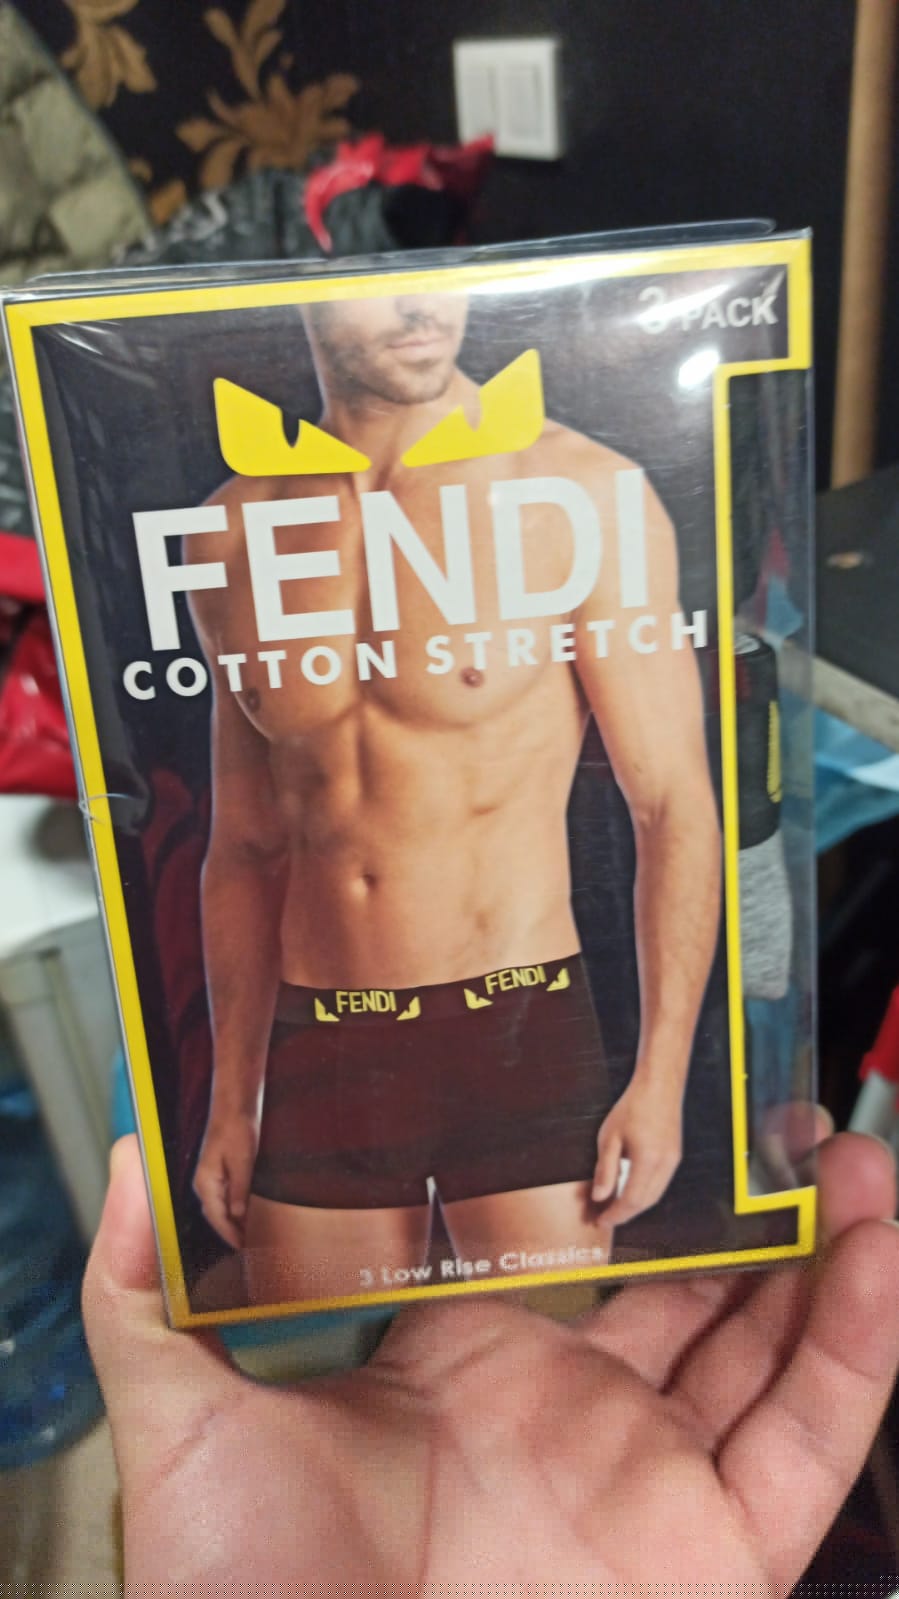 3 PACK
FENDI
COTTON STRETCH
FENDI FENDI
3 Low Rise Classics